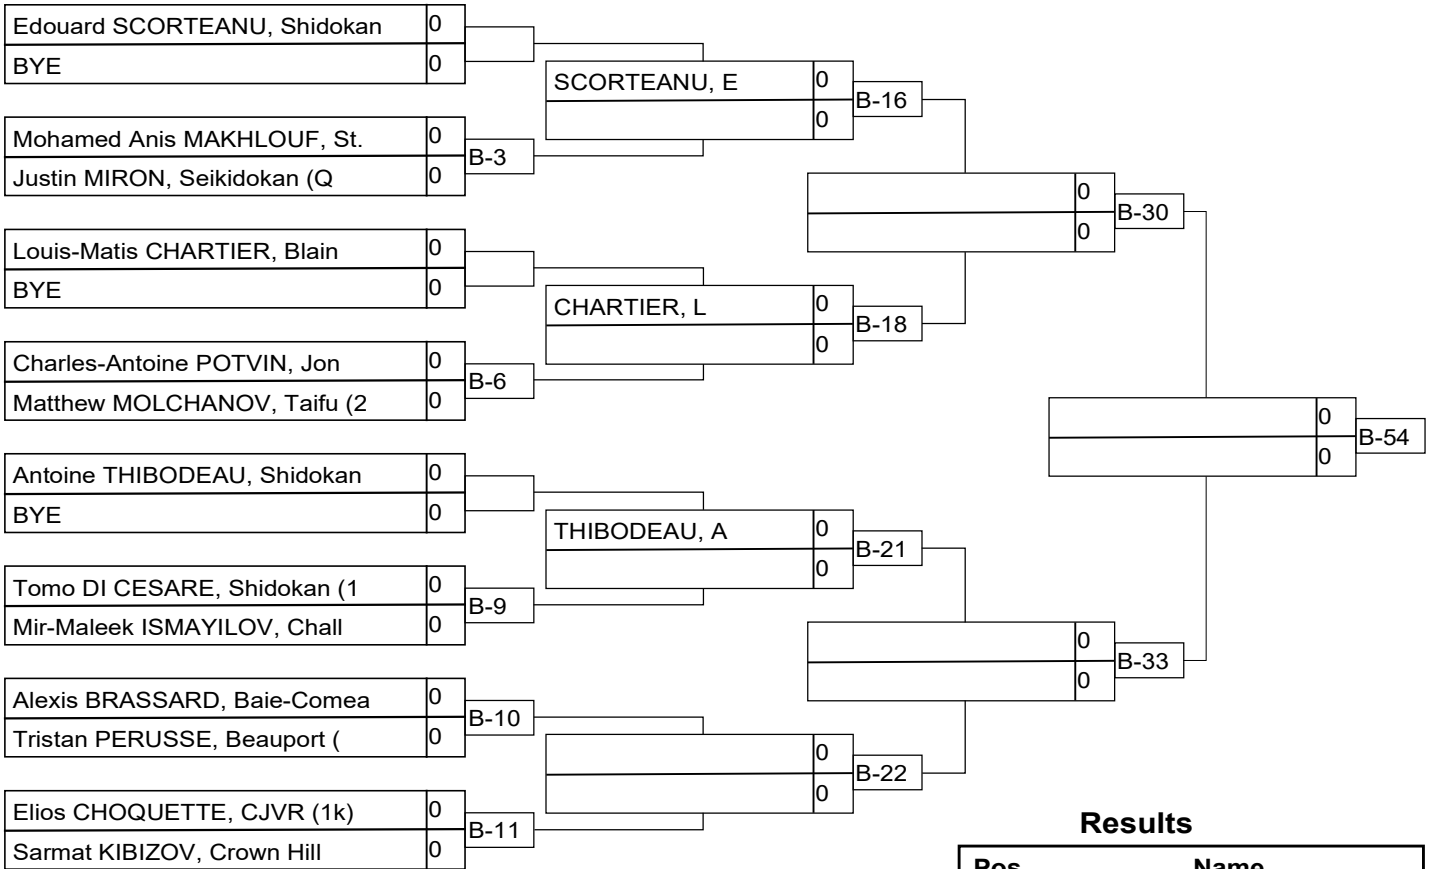 Edouard SCORTEANU, Shidokan 0
BYE 0
Mohamed Anis MAKHLOUF, St. 0
Justin MIRON, Seikidokan (Q 0
B-3
Louis-Matis CHARTIER, Blain 0
BYE 0
Charles-Antoine POTVIN, Jon 0
Matthew MOLCHANOV, Taifu (2 0
B-6
Antoine THIBODEAU, Shidokan 0
BYE 0
Tomo DI CESARE, Shidokan (1 0
Mir-Maleek ISMAYILOV, Chall 0
B-9
Alexis BRASSARD, Baie-Comea 0
Tristan PERUSSE, Beauport ( 0
B-10
Elios CHOQUETTE, CJVR (1k) 0
Sarmat KIBIZOV, Crown Hill 0
B-11
SCORTEANU, E 0
0
B-16
CHARTIER, L 0
0
B-18
THIBODEAU, A 0
0
B-21
0
0
B-22
0
0
B-30
0
0
B-33
0
0
B-54
Results
Pos Name